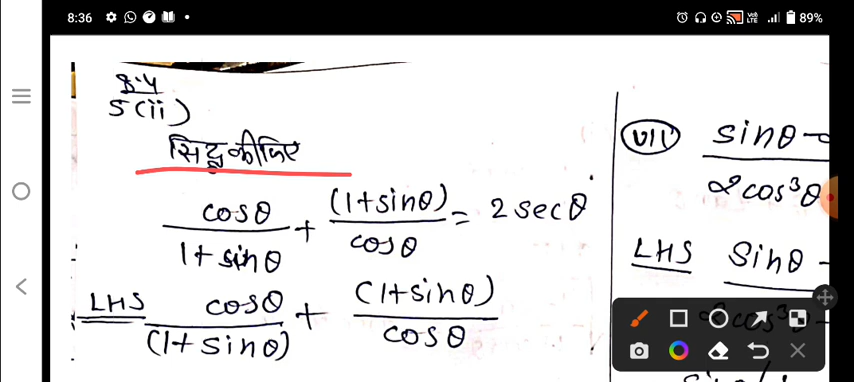 8:36
89%
8.4
5(ii)
सिद्ध कीजिए
cosθ/(1+sinθ) + (1+sinθ)/cosθ = 2 secθ
LHS cosθ/(1+sinθ) + (1+sinθ)/cosθ
(VII) sinθ - / 2cos³θ
LHS sinθ -